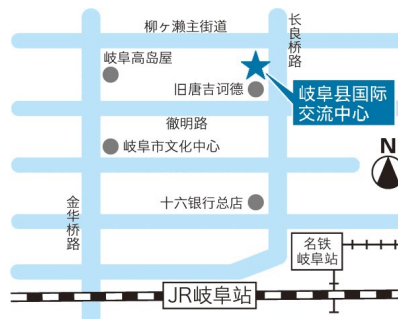 柳ヶ瀬主街道
长良桥路
岐阜高岛屋
旧唐吉诃德
岐阜县国际
交流中心
徹明路
岐阜市文化中心
N
金华桥路
十六银行总店
名铁
岐阜站
JR岐阜站